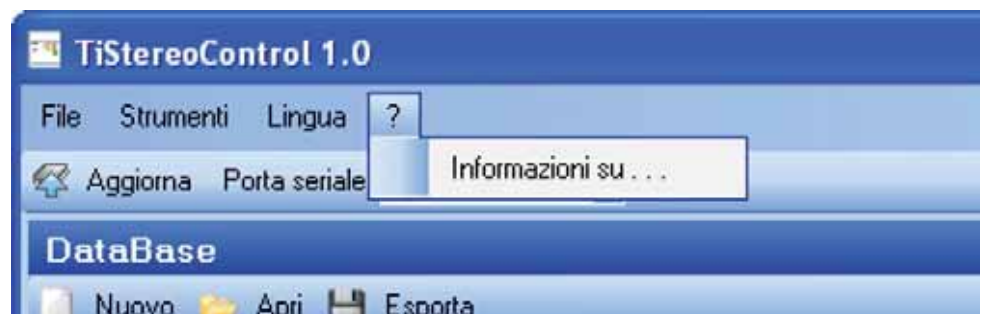 TiStereoControl 1.0
File Strumenti Lingua ?
Informazioni su . . .
Aggiorna Porta seriale
DataBase
Nuovo Apri Esporta